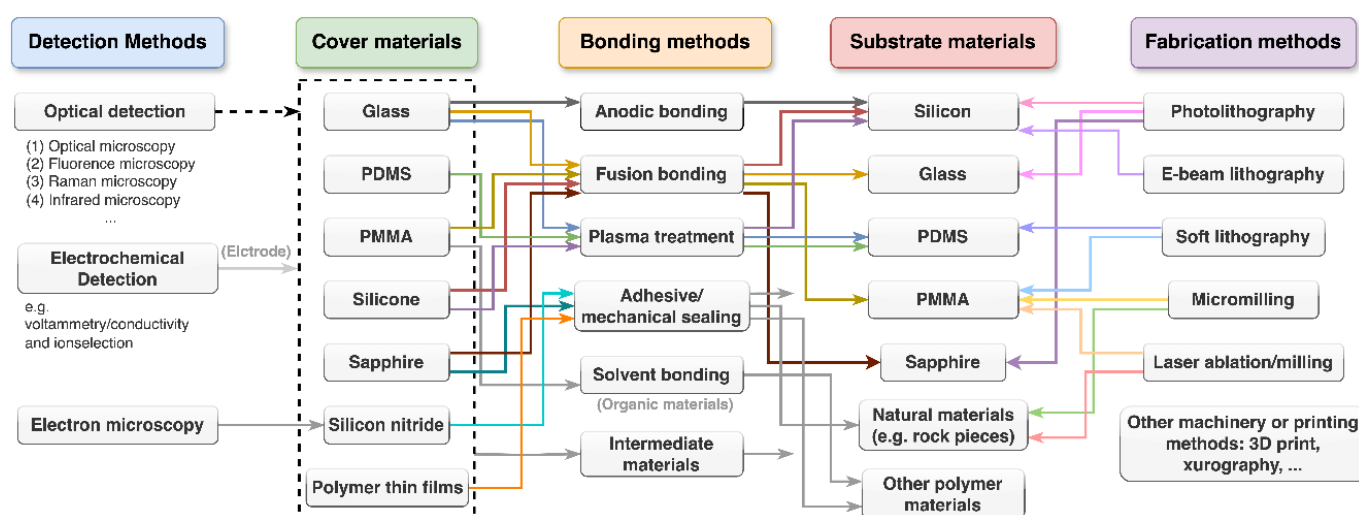 Detection Methods
Cover materials
Bonding methods
Substrate materials
Fabrication methods
Optical detection
(1) Optical microscopy
(2) Fluorence microscopy
(3) Raman microscopy
(4) Infrared microscopy
...
Electrochemical
Detection
(Elctrode)
e.g.
voltammetry/conductivity
and ionselection
Electron microscopy
Glass
PDMS
PMMA
Silicone
Sapphire
Silicon nitride
Polymer thin films
Anodic bonding
Fusion bonding
Plasma treatment
Adhesive/
mechanical sealing
Solvent bonding
(Organic materials)
Intermediate
materials
Silicon
Glass
PDMS
PMMA
Sapphire
Natural materials
(e.g. rock pieces)
Other polymer
materials
Photolithography
E-beam lithography
Soft lithography
Micromilling
Laser ablation/milling
Other machinery or printing
methods: 3D print,
xurography, ...